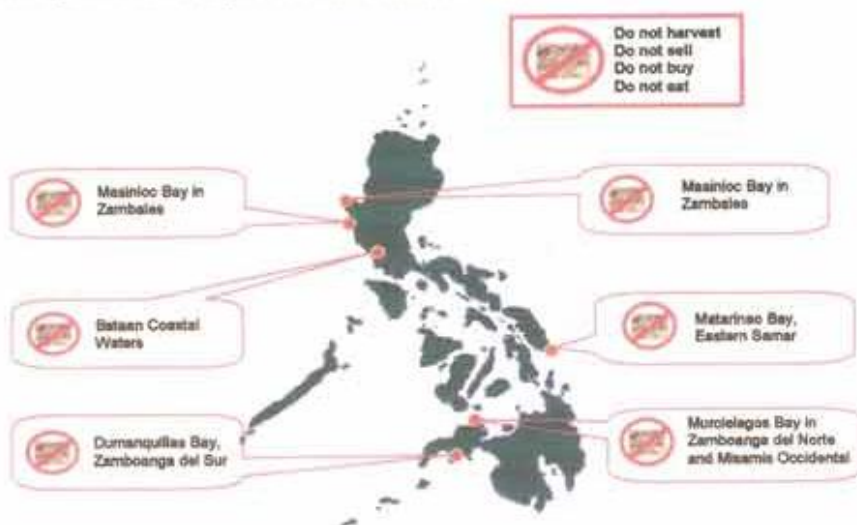 Do not harvest
Do not sell
Do not buy
Do not eat
Masinloc Bay in
Zambales
Masinloc Bay in
Zambales
Bataan Coastal
Waters
Matarinao Bay,
Eastern Samar
Dumanquillas Bay,
Zamboanga del Sur
Murcielagos Bay in
Zamboanga del Norte
and Misamis Occidental